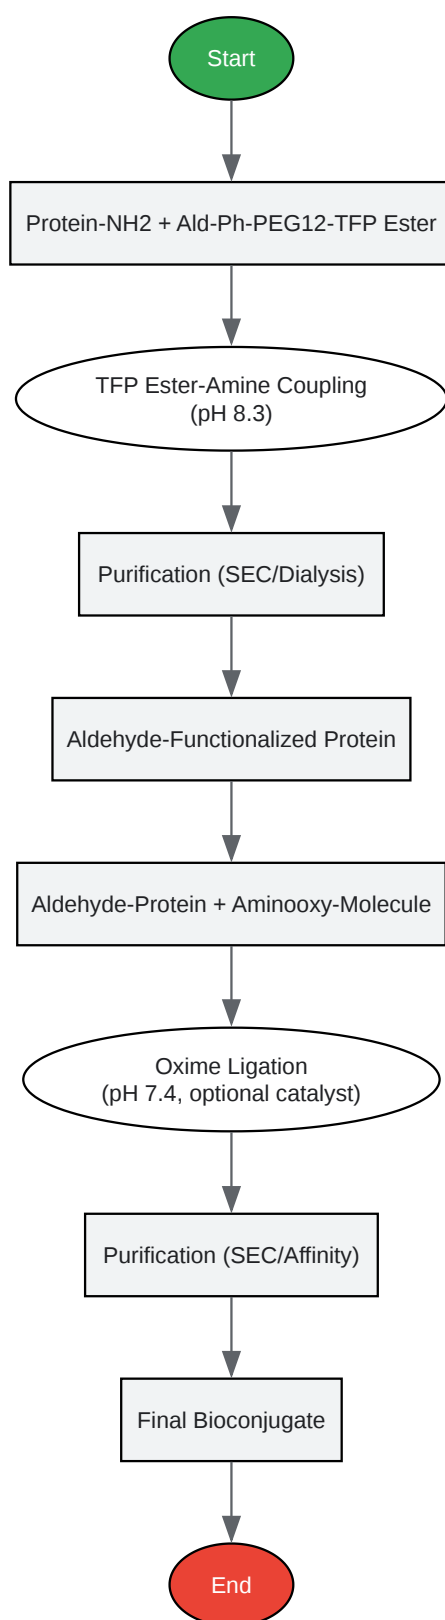 Start
Protein-NH2 + Ald-Ph-PEG12-TFP Ester
TFP Ester-Amine Coupling
(pH 8.3)
Purification (SEC/Dialysis)
Aldehyde-Functionalized Protein
Aldehyde-Protein + Aminooxy-Molecule
Oxime Ligation
(pH 7.4, optional catalyst)
Purification (SEC/Affinity)
Final Bioconjugate
End